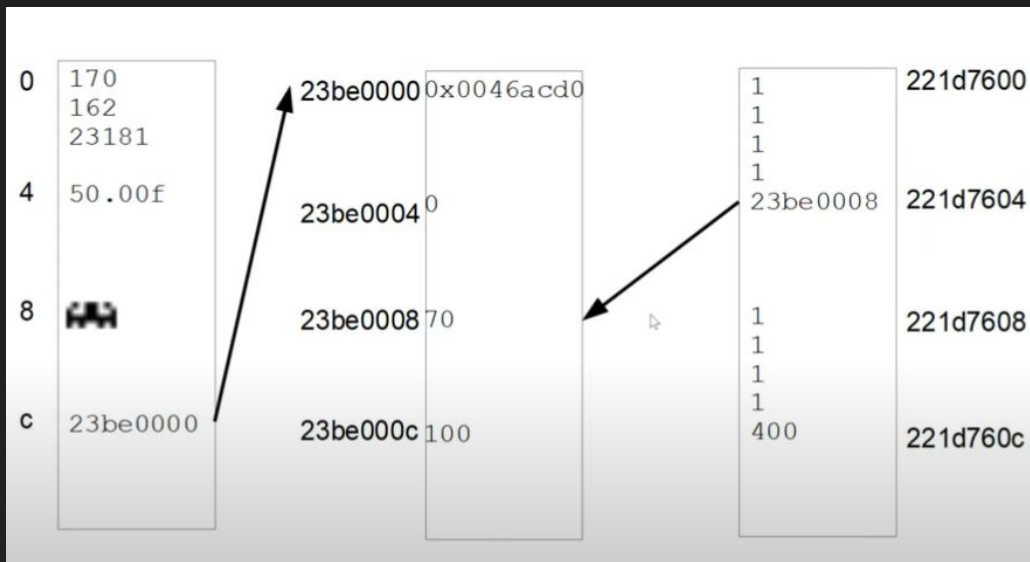 0
170
162
23181
4
50.00f
8
c
23be0000
23be0000 0x0046acd0
23be0004 0
23be0008 70
23be000c 100
1 221d7600
1
1
1
23be0008 221d7604
1 221d7608
1
1
1
400 221d760c